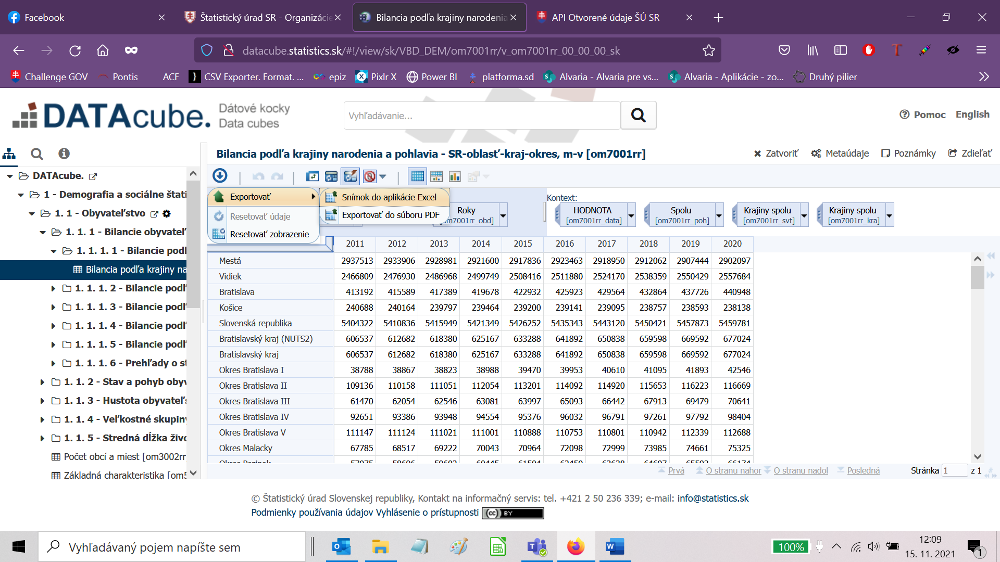 Facebook
Štatistický úrad SR - Organizácie
Bilancia podľa krajiny narodenia
API Otvorené údaje ŠÚ SR
datacube.statistics.sk/#!/view/sk/VBD_DEM/om7001rr/v_om7001rr_00_00_00_sk
Challenge GOV Pontis ACF CSV Exporter. Format. ... epiz Pixlr X Power BI platforma.sd Alvaria - Alvaria pre vs... Alvaria - Aplikácie - zo... Druhý pilier
DATAcube.
Dátové kocky
Data cubes
Vyhľadávanie...
Pomoc English
Bilancia podľa krajiny narodenia a pohlavia - SR-oblasť-kraj-okres, m-v [om7001rr]
Zatvoriť Metaúdaje Poznámky Zdieľať
DATAcube.
1 - Demografia a sociálne štati
1. 1 - Obyvateľstvo
1. 1. 1 - Bilancie obyvateľ
1. 1. 1. 1 - Bilancie podľ
Bilancia podľa krajiny na
1. 1. 1. 2 - Bilancie podľ
1. 1. 1. 3 - Bilancie podľ
1. 1. 1. 4 - Bilancie podľ
1. 1. 1. 5 - Bilancie podľ
1. 1. 1. 6 - Prehľady o st
1. 1. 2 - Stav a pohyb obyv
1. 1. 3 - Hustota obyvateľs
1. 1. 4 - Veľkostné skupiny
1. 1. 5 - Stredná dĺžka živo
Počet obcí a miest [om3002rr
Základná charakteristika [om5
Exportovať
Resetovať údaje
Resetovať zobrazenie
Snímok do aplikácie Excel
Exportovať do súboru PDF
Roky
[om7001rr_obd]
Kontext:
HODNOTA
[om7001rr_data]
Spolu
[om7001rr_poh]
Krajiny spolu
[om7001rr_svt]
Krajiny spolu
[om7001rr_kra]
2011 2012 2013 2014 2015 2016 2017 2018 2019 2020
Mestá 2937513 2933906 2928981 2921600 2917836 2923463 2918950 2912062 2907444 2902097
Vidiek 2466809 2476930 2486968 2499749 2508416 2511880 2524170 2538359 2550429 2557684
Bratislava 413192 415589 417389 419678 422932 425923 429564 432864 437726 440948
Košice 240688 240164 239797 239464 239200 239141 239095 238757 238593 238138
Slovenská republika 5404322 5410836 5415949 5421349 5426252 5435343 5443120 5450421 5457873 5459781
Bratislavský kraj (NUTS2) 606537 612682 618380 625167 633288 641892 650838 659598 669592 677024
Bratislavský kraj 606537 612682 618380 625167 633288 641892 650838 659598 669592 677024
Okres Bratislava I 38788 38867 38823 38988 39470 39953 40610 41095 41893 42546
Okres Bratislava II 109136 110158 111051 112054 113201 114092 114920 115653 116223 116669
Okres Bratislava III 61470 62054 62546 63081 63997 65093 66442 67913 69479 70641
Okres Bratislava IV 92651 93386 93948 94554 95376 96032 96791 97261 97792 98404
Okres Bratislava V 111147 111124 111021 111001 110888 110753 110801 110942 112339 112688
Okres Malacky 67785 68517 69222 70043 70964 72098 72999 73985 74661 75325
Okres Pezinok
Prvá O stranu nahor O stranu nadol Posledná Stránka 1 z 1
© Štatistický úrad Slovenskej republiky, Kontakt na informačný servis: tel. +421 2 50 236 339; e-mail: info@statistics.sk
Podmienky používania údajov Vyhlásenie o prístupnosti (cc) BY
Vyhľadávaný pojem napíšte sem
100%
12:09
15. 11. 2021
1